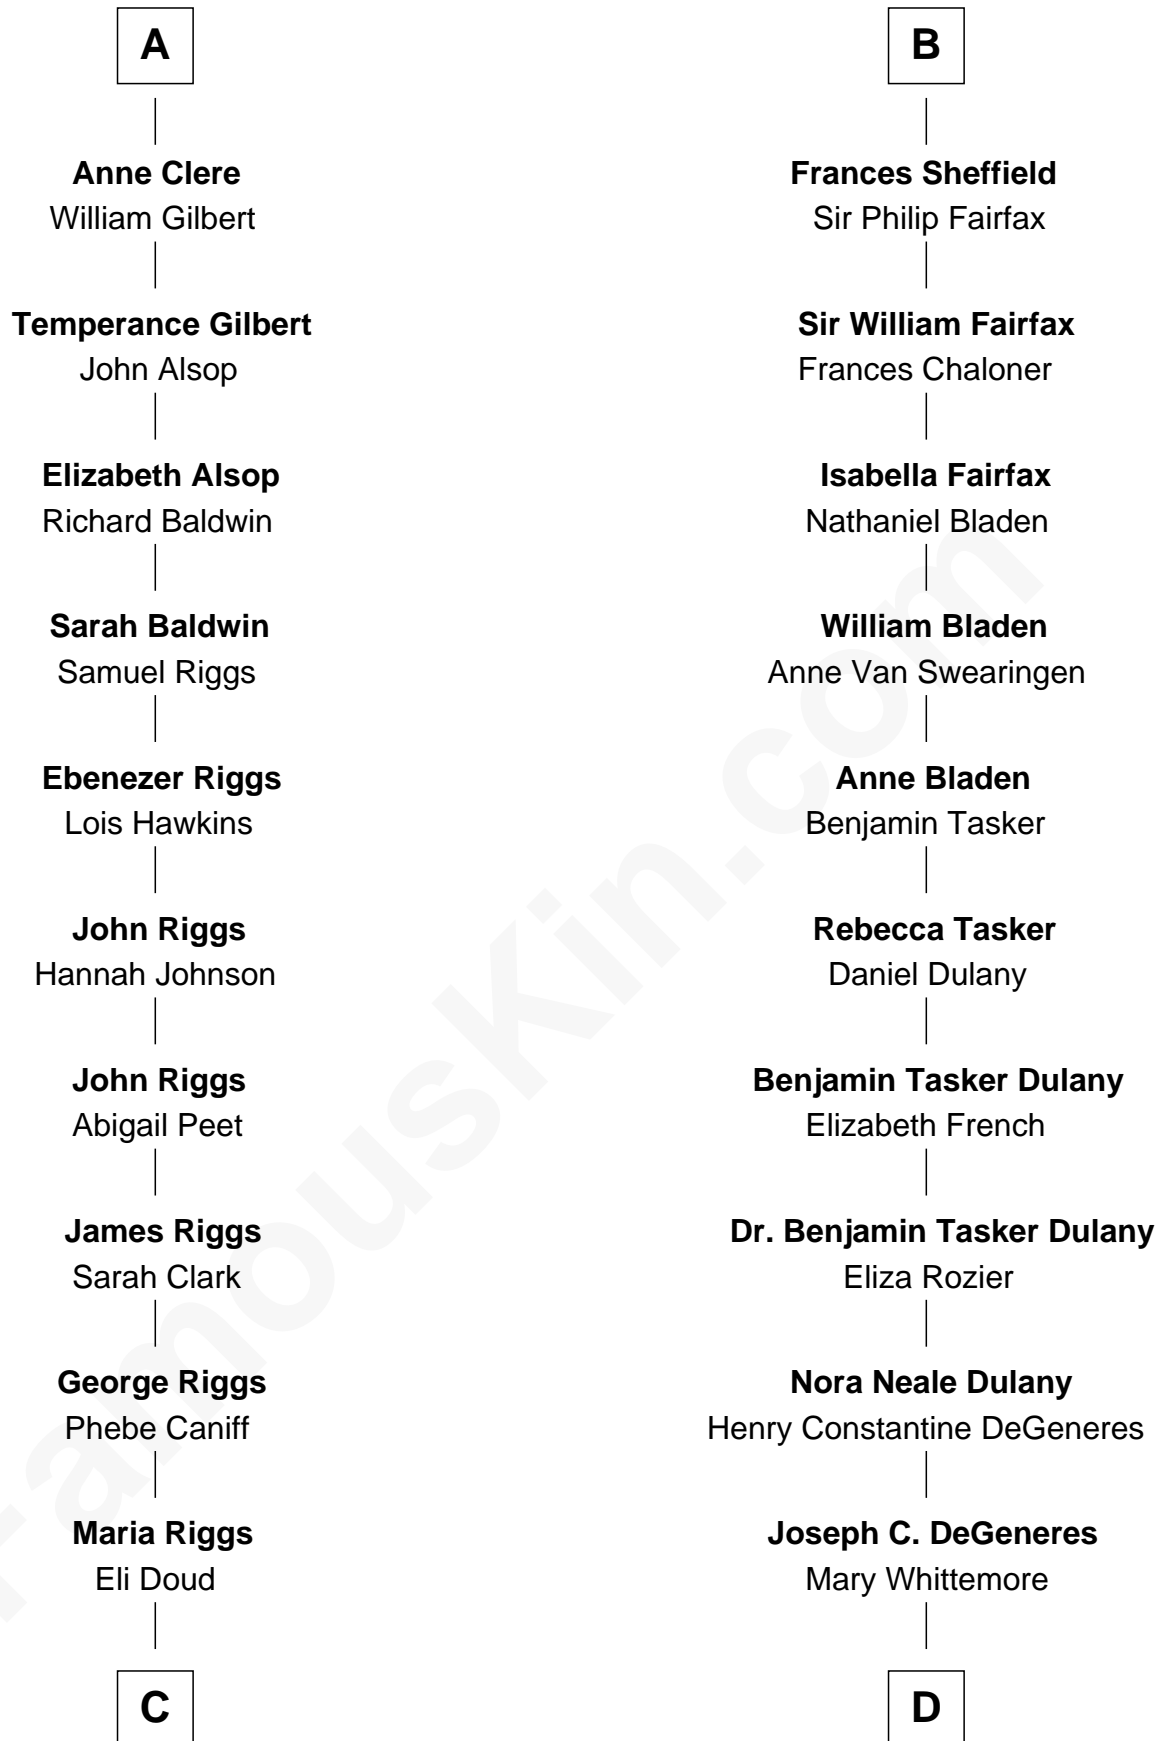 A
Anne Clere
William Gilbert
Temperance Gilbert
John Alsop
Elizabeth Alsop
Richard Baldwin
Sarah Baldwin
Samuel Riggs
Ebenezer Riggs
Lois Hawkins
John Riggs
Hannah Johnson
John Riggs
Abigail Peet
James Riggs
Sarah Clark
George Riggs
Phebe Caniff
Maria Riggs
Eli Doud
C
B
Frances Sheffield
Sir Philip Fairfax
Sir William Fairfax
Frances Chaloner
Isabella Fairfax
Nathaniel Bladen
William Bladen
Anne Van Swearingen
Anne Bladen
Benjamin Tasker
Rebecca Tasker
Daniel Dulany
Benjamin Tasker Dulany
Elizabeth French
Dr. Benjamin Tasker Dulany
Eliza Rozier
Nora Neale Dulany
Henry Constantine DeGeneres
Joseph C. DeGeneres
Mary Whittemore
D
FamousKin.com